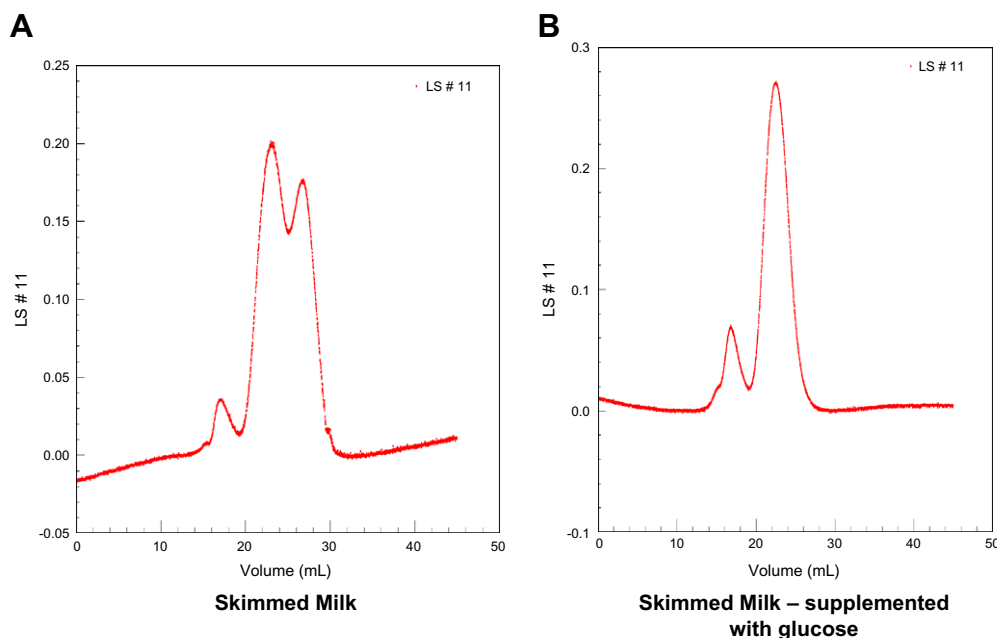 A
0.25
0.20
0.15
0.10
0.05
0.00
-0.05
LS # 11
LS # 11
0
10
20
30
40
50
Volume (mL)
Skimmed Milk
B
0.3
0.2
0.1
0.0
-0.1
LS # 11
LS # 11
0
10
20
30
40
50
Volume (mL)
Skimmed Milk – supplemented
with glucose